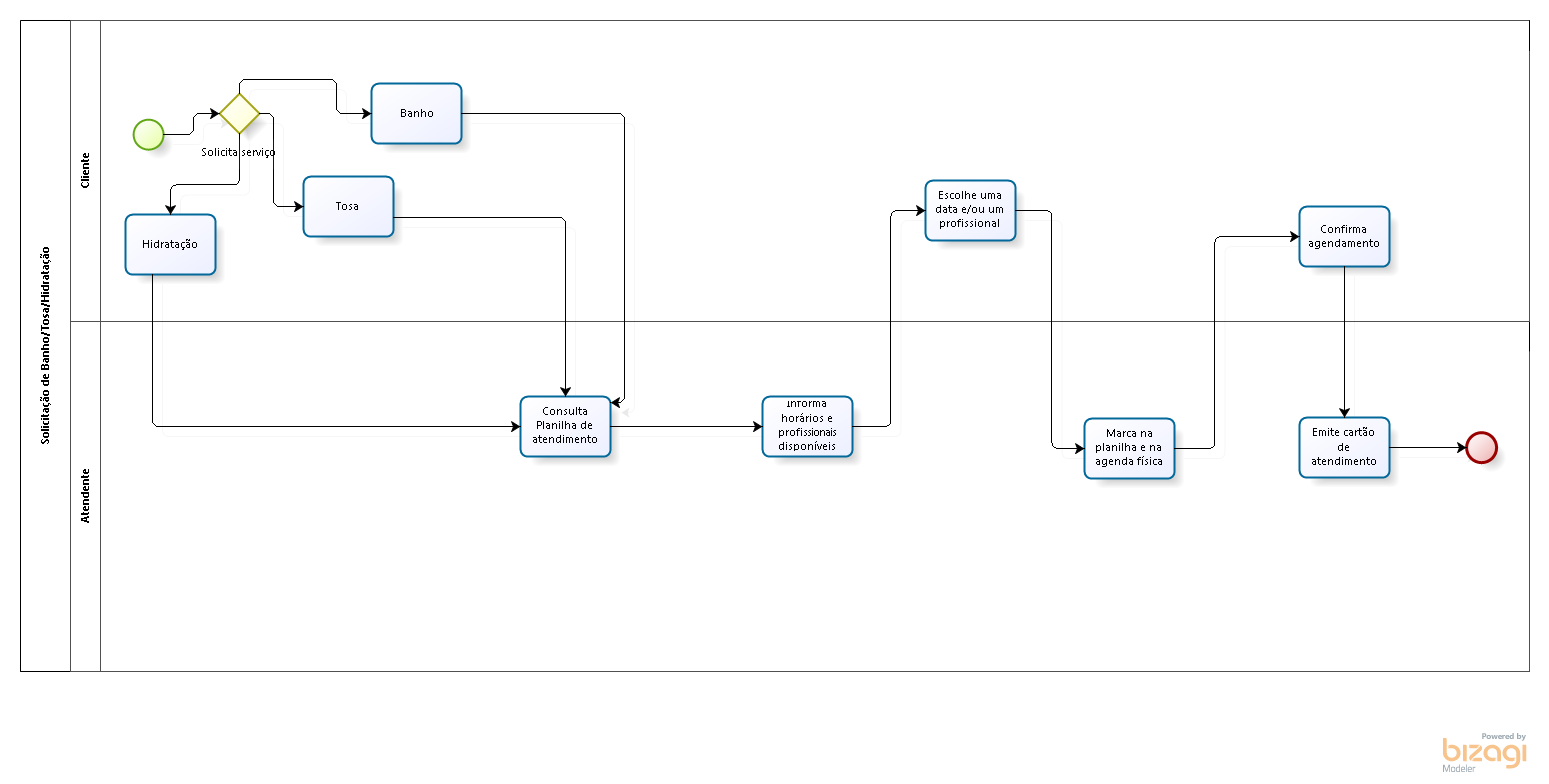 Solicitação de Banho/Tosa/Hidratação
Cliente
Solicita serviço
Banho
Tosa
Hidratação
Escolhe uma
data e/ou um
profissional
Confirma
agendamento
Atendente
Consulta
Planilha de
atendimento
Informa
horários e
profissionais
disponíveis
Marca na
planilha e na
agenda física
Emite cartão
de
atendimento
Powered by
bizagi
Modeler